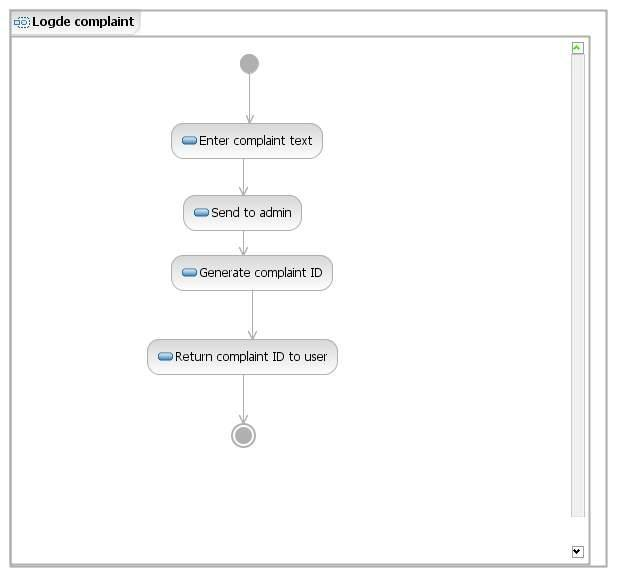 Logde complaint
Enter complaint text
Send to admin
Generate complaint ID
Return complaint ID to user